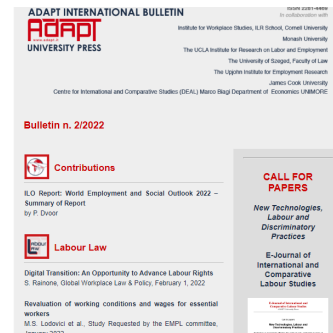 ADAPT INTERNATIONAL BULLETIN
ISSN 2281-4469
in collaboration with
ADAPT
www.adapt.it
UNIVERSITY PRESS
Institute for Workplace Studies, ILR School, Cornell University
Monash University
The UCLA Institute for Research on Labor and Employment
The University of Szeged, Faculty of Law
The Upjohn Institute for Employment Research
James Cook University
Centre for International and Comparative Studies (DEAL) Marco Biagi Department of Economics UNIMORE
Bulletin n. 2/2022
Contributions
ILO Report: World Employment and Social Outlook 2022 –
Summary of Report
by P. Dvoor
Labour Law
Digital Transition: An Opportunity to Advance Labour Rights
S. Rainone, Global Workplace Law & Policy, February 1, 2022
Revaluation of working conditions and wages for essential
workers
M.S. Lodovici et al., Study Requested by the EMPL committee,
CALL FOR
PAPERS
New Technologies,
Labour and
Discriminatory
Practices
E-Journal of
International and
Comparative
Labour Studies